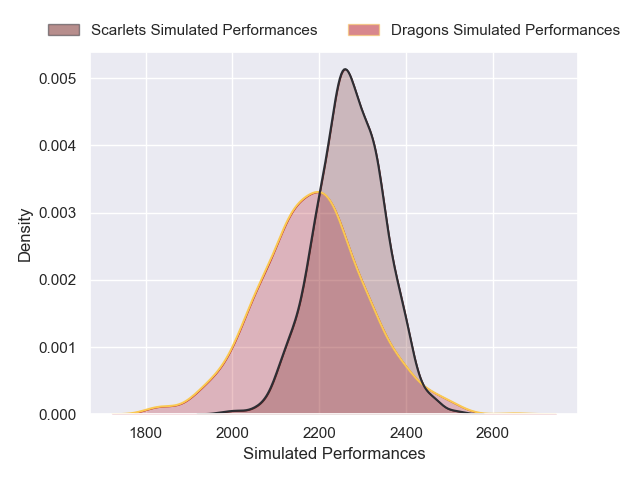 Scarlets Simulated Performances
Dragons Simulated Performances
0.005
0.004
0.003
0.002
0.001
0.000
Density
1800 2000 2200 2400 2600
Simulated Performances